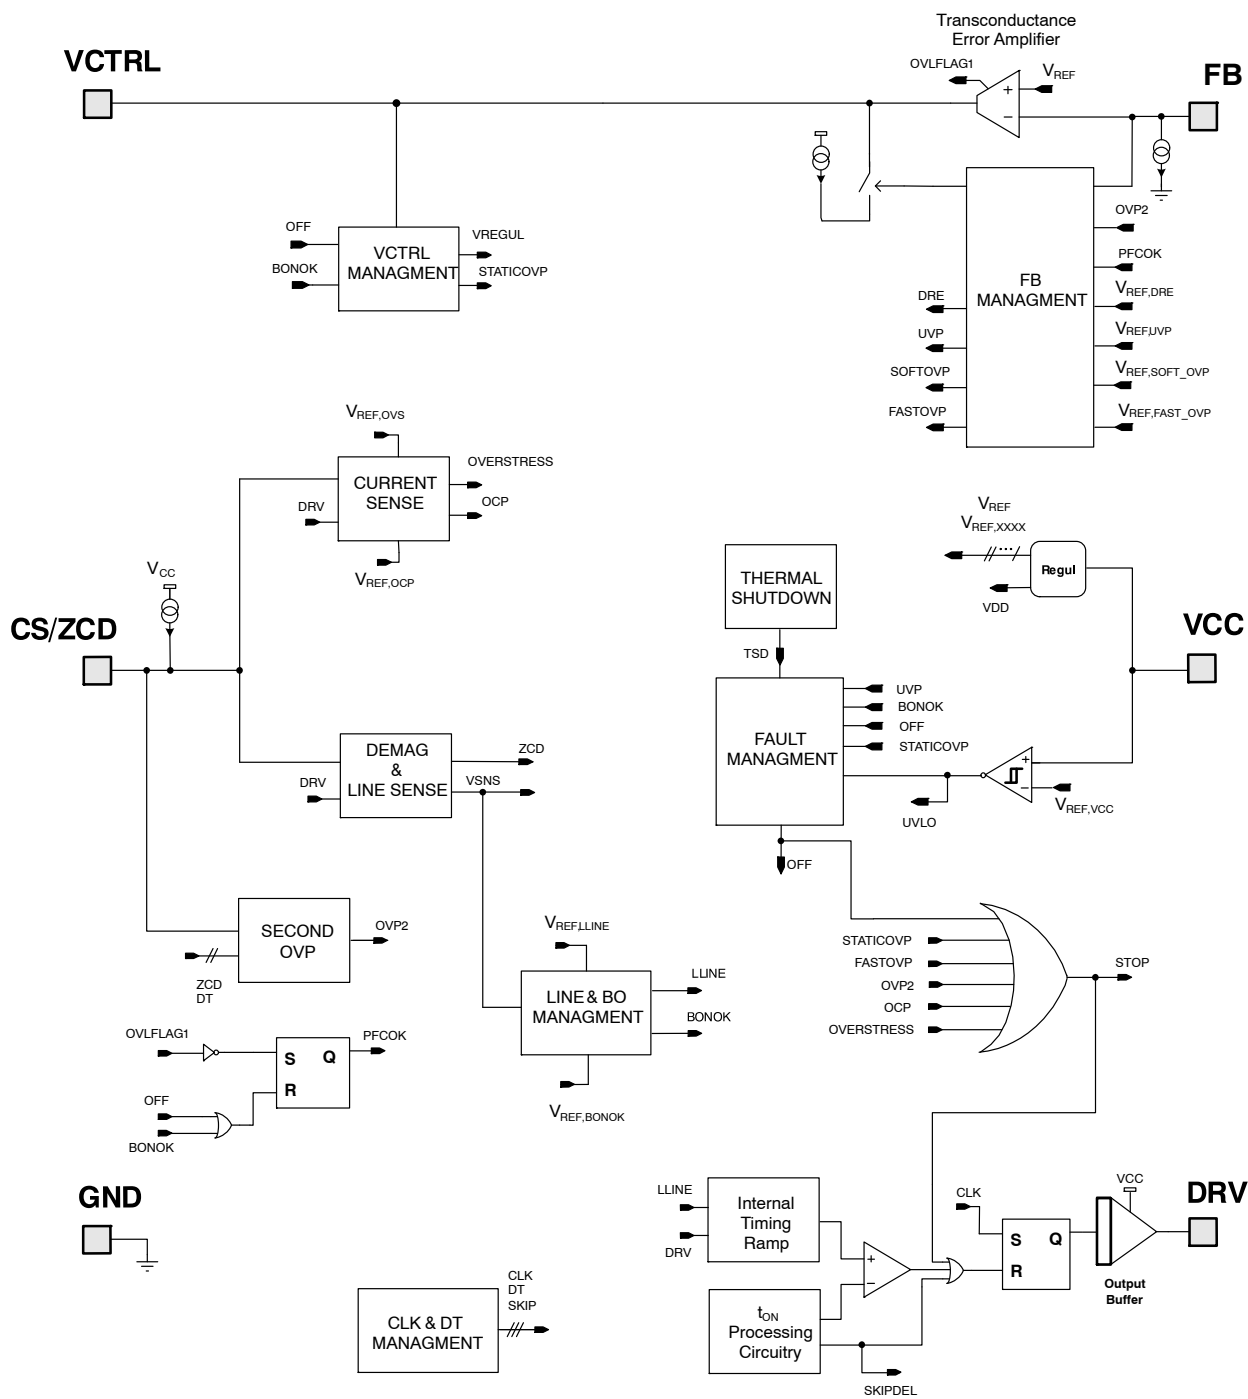 Transconductance
Error Amplifier
VCTRL
OVLFLAG1
VREF
FB
+
−
OFF
BONOK
VCTRL
MANAGMENT
VREGUL
STATICOVP
FB
MANAGMENT
OVP2
PFCOK
VREF,DRE
VREF,UVP
VREF,SOFT_OVP
VREF,FAST_OVP
DRE
UVP
SOFTOVP
FASTOVP
VREF,OVS
CURRENT
SENSE
OVERSTRESS
OCP
DRV
VREF,OCP
VREF
VREF,XXXX
...
Regul
VDD
VCC
THERMAL
SHUTDOWN
TSD
CS/ZCD
VCC
FAULT
MANAGMENT
UVP
BONOK
OFF
STATICOVP
+
−
VREF,VCC
UVLO
OFF
DEMAG
&
LINE SENSE
DRV
ZCD
VSNS
SECOND
OVP
OVP2
ZCD
DT
VREF,LLINE
LINE & BO
MANAGMENT
LLINE
BONOK
VREF,BONOK
STATICOVP
FASTOVP
OVP2
OCP
OVERSTRESS
STOP
OVLFLAG1
S
Q
R
PFCOK
OFF
BONOK
GND
CLK & DT
MANAGMENT
CLK
DT
SKIP
LLINE
DRV
Internal
Timing
Ramp
+
−
tON
Processing
Circuitry
SKIPDEL
CLK
S
Q
R
VCC
Output
Buffer
DRV